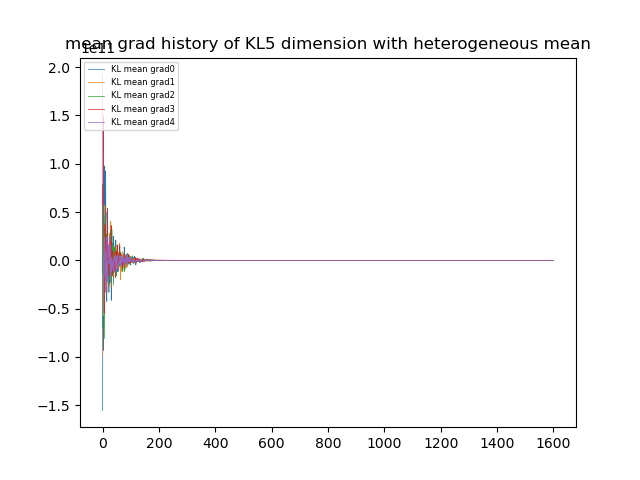 mean grad history of KL5 dimension with heterogeneous mean
1e11
KL mean grad0
KL mean grad1
KL mean grad2
KL mean grad3
KL mean grad4
2.0
1.5
1.0
0.5
0.0
−0.5
−1.0
−1.5
0 200 400 600 800 1000 1200 1400 1600